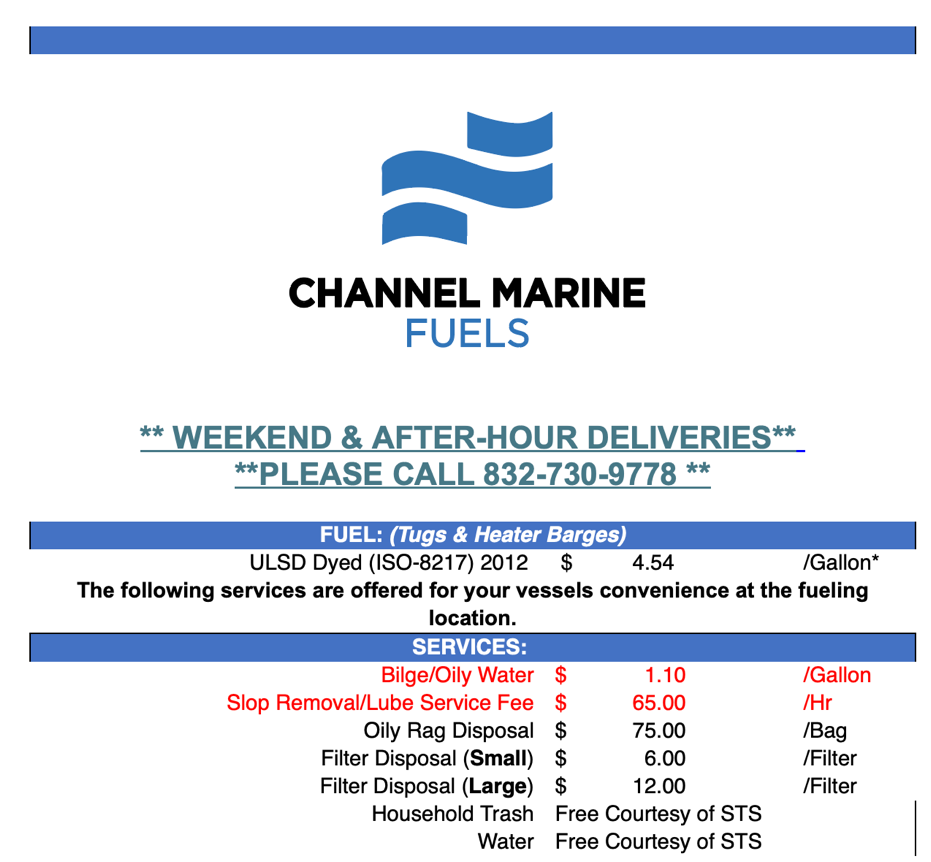 CHANNEL MARINE
FUELS
** WEEKEND & AFTER-HOUR DELIVERIES**
**PLEASE CALL 832-730-9778 **
FUEL: (Tugs & Heater Barges)
ULSD Dyed (ISO-8217) 2012 $ 4.54 /Gallon*
The following services are offered for your vessels convenience at the fueling
location.
SERVICES:
Bilge/Oily Water $ 1.10 /Gallon
Slop Removal/Lube Service Fee $ 65.00 /Hr
Oily Rag Disposal $ 75.00 /Bag
Filter Disposal (Small) $ 6.00 /Filter
Filter Disposal (Large) $ 12.00 /Filter
Household Trash Free Courtesy of STS
Water Free Courtesy of STS